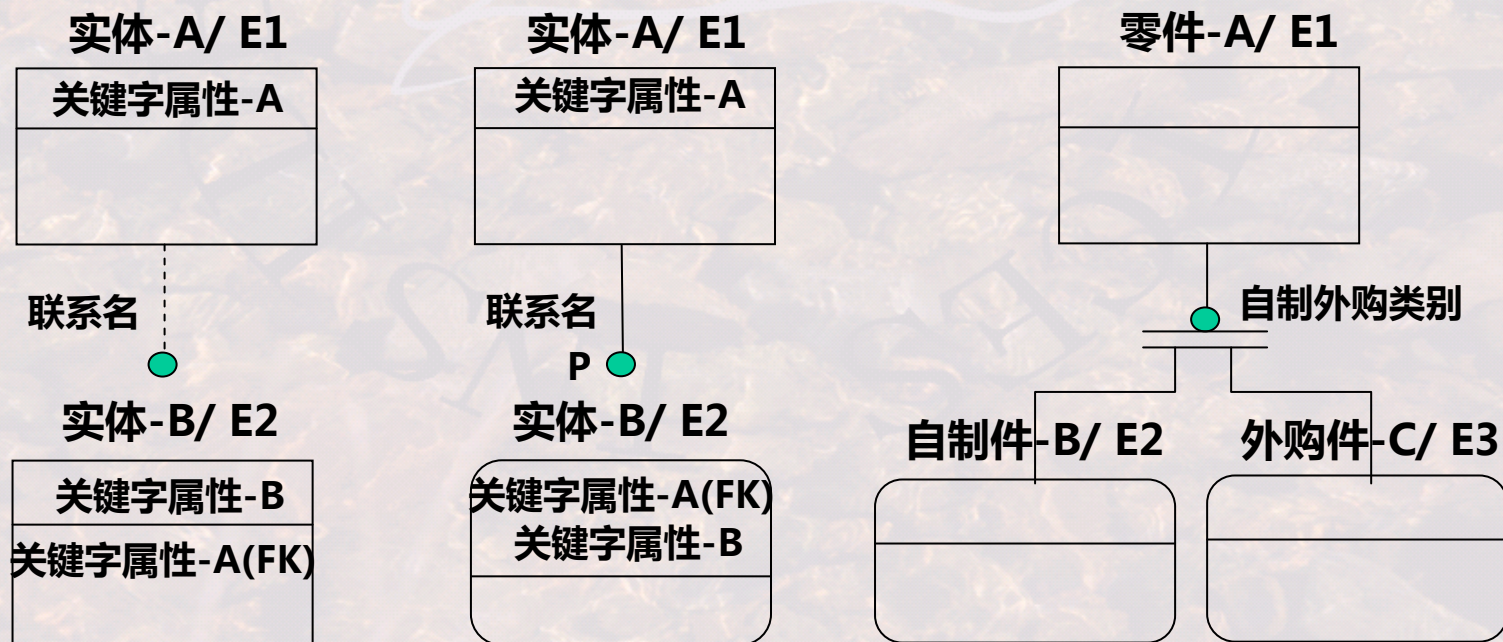 实体-A/ E1
关键字属性-A
联系名
实体-B/ E2
关键字属性-B
关键字属性-A(FK)
实体-A/ E1
关键字属性-A
联系名
P
实体-B/ E2
关键字属性-A(FK)
关键字属性-B
零件-A/ E1
自制外购类别
自制件-B/ E2
外购件-C/ E3